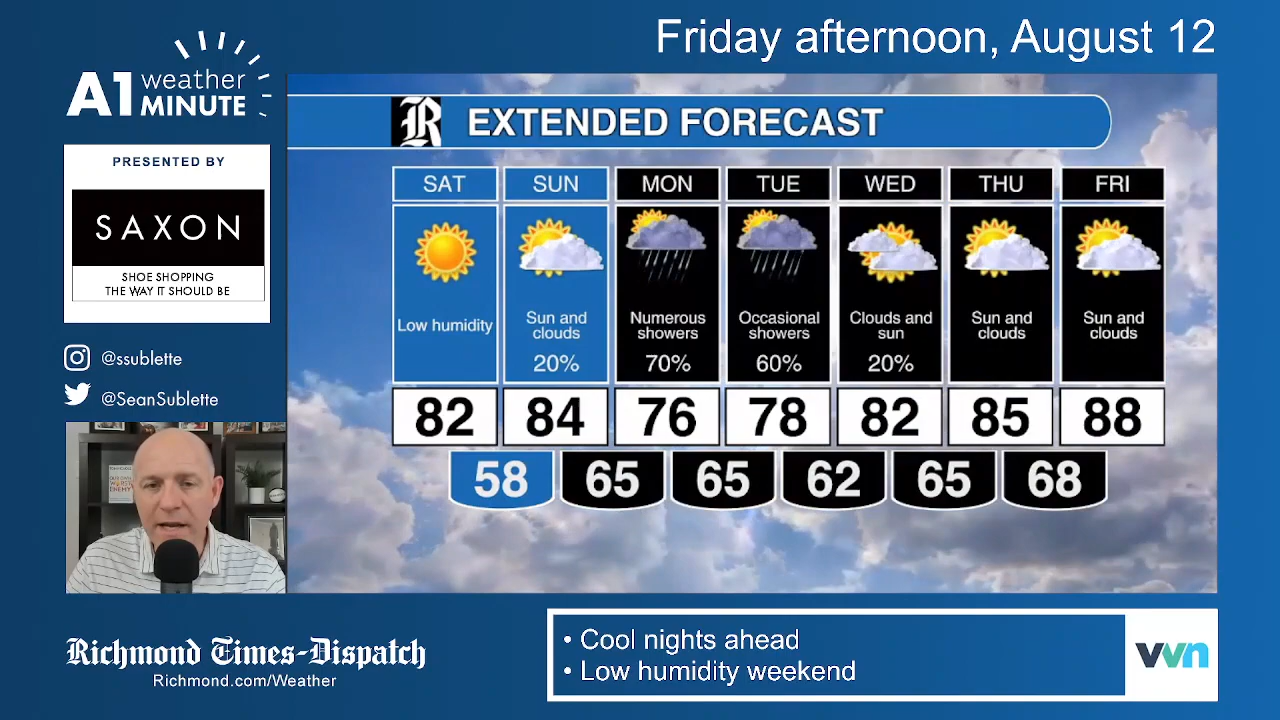 Friday afternoon, August 12
A1 weather
MINUTE
PRESENTED BY
SAXON
SHOE SHOPPING
THE WAY IT SHOULD BE
@ssublette
@SeanSublette
R EXTENDED FORECAST
SAT SUN MON TUE WED THU FRI
Low humidity
Sun and
clouds
20%
Numerous
showers
70%
Occasional
showers
60%
Clouds and
sun
20%
Sun and
clouds
Sun and
clouds
82 84 76 78 82 85 88
58 65 65 62 65 68
Richmond Times-Dispatch
Richmond.com/Weather
• Cool nights ahead
• Low humidity weekend
vvn